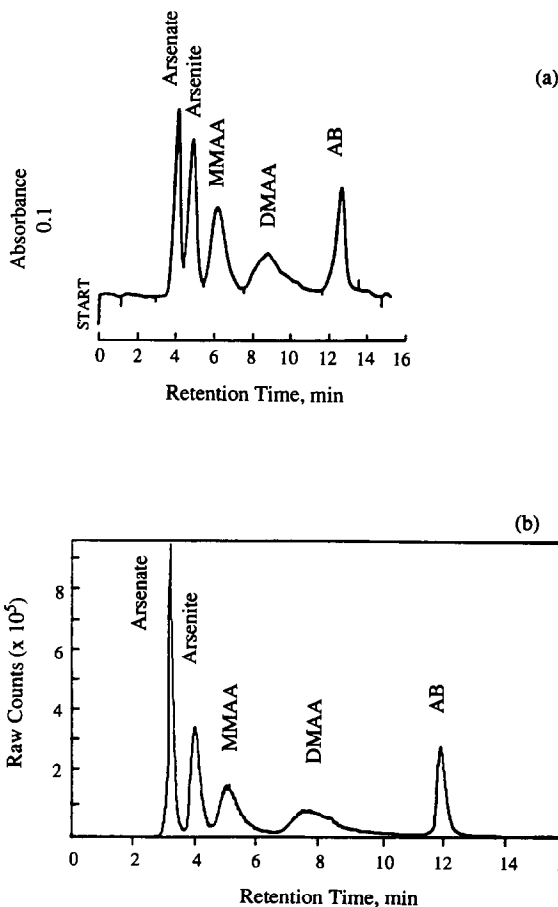 (a)
Arsenate
Arsenite
MMAA
DMAA
AB
Absorbance
0.1
START
0 2 4 6 8 10 12 14 16
Retention Time, min
(b)
Arsenate
Arsenite
MMAA
DMAA
AB
Raw Counts (x 10⁵)
8
6
4
2
0 2 4 6 8 10 12 14 16
Retention Time, min